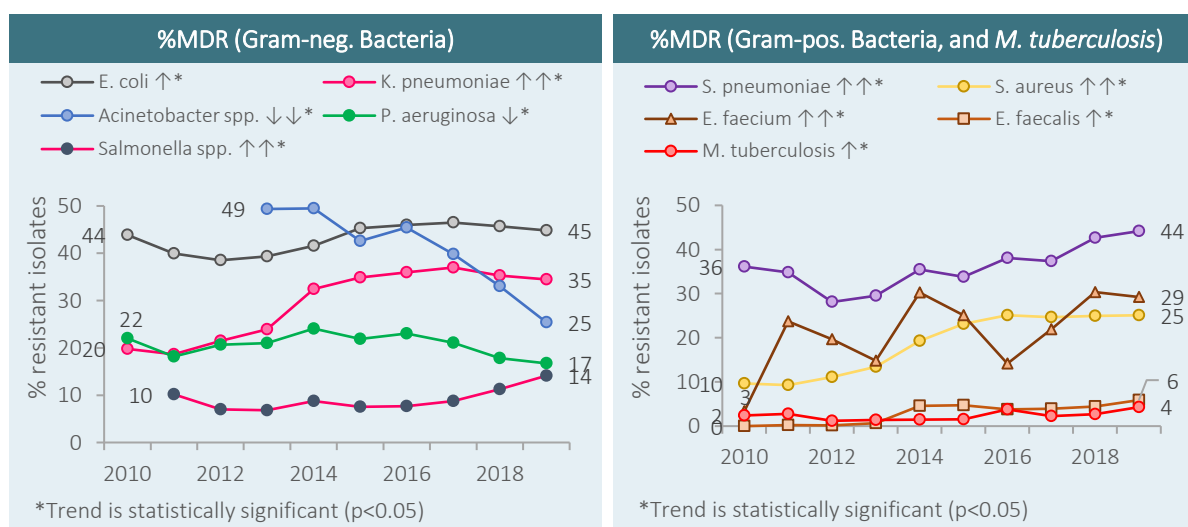 %MDR (Gram-neg. Bacteria)
E. coli ↑*
K. pneumoniae ↑↑*
Acinetobacter spp. ↓↓*
P. aeruginosa ↓*
Salmonella spp. ↑↑*
% resistant isolates
50
40
30
20
10
0
44
49
22
20
10
45
35
25
17
14
2010 2012 2014 2016 2018
*Trend is statistically significant (p<0.05)
%MDR (Gram-pos. Bacteria, and M. tuberculosis)
S. pneumoniae ↑↑*
S. aureus ↑↑*
E. faecium ↑↑*
E. faecalis ↑*
M. tuberculosis ↑*
% resistant isolates
50
40
30
20
10
0
36
10
3
2
0
44
29
25
6
4
2010 2012 2014 2016 2018
*Trend is statistically significant (p<0.05)